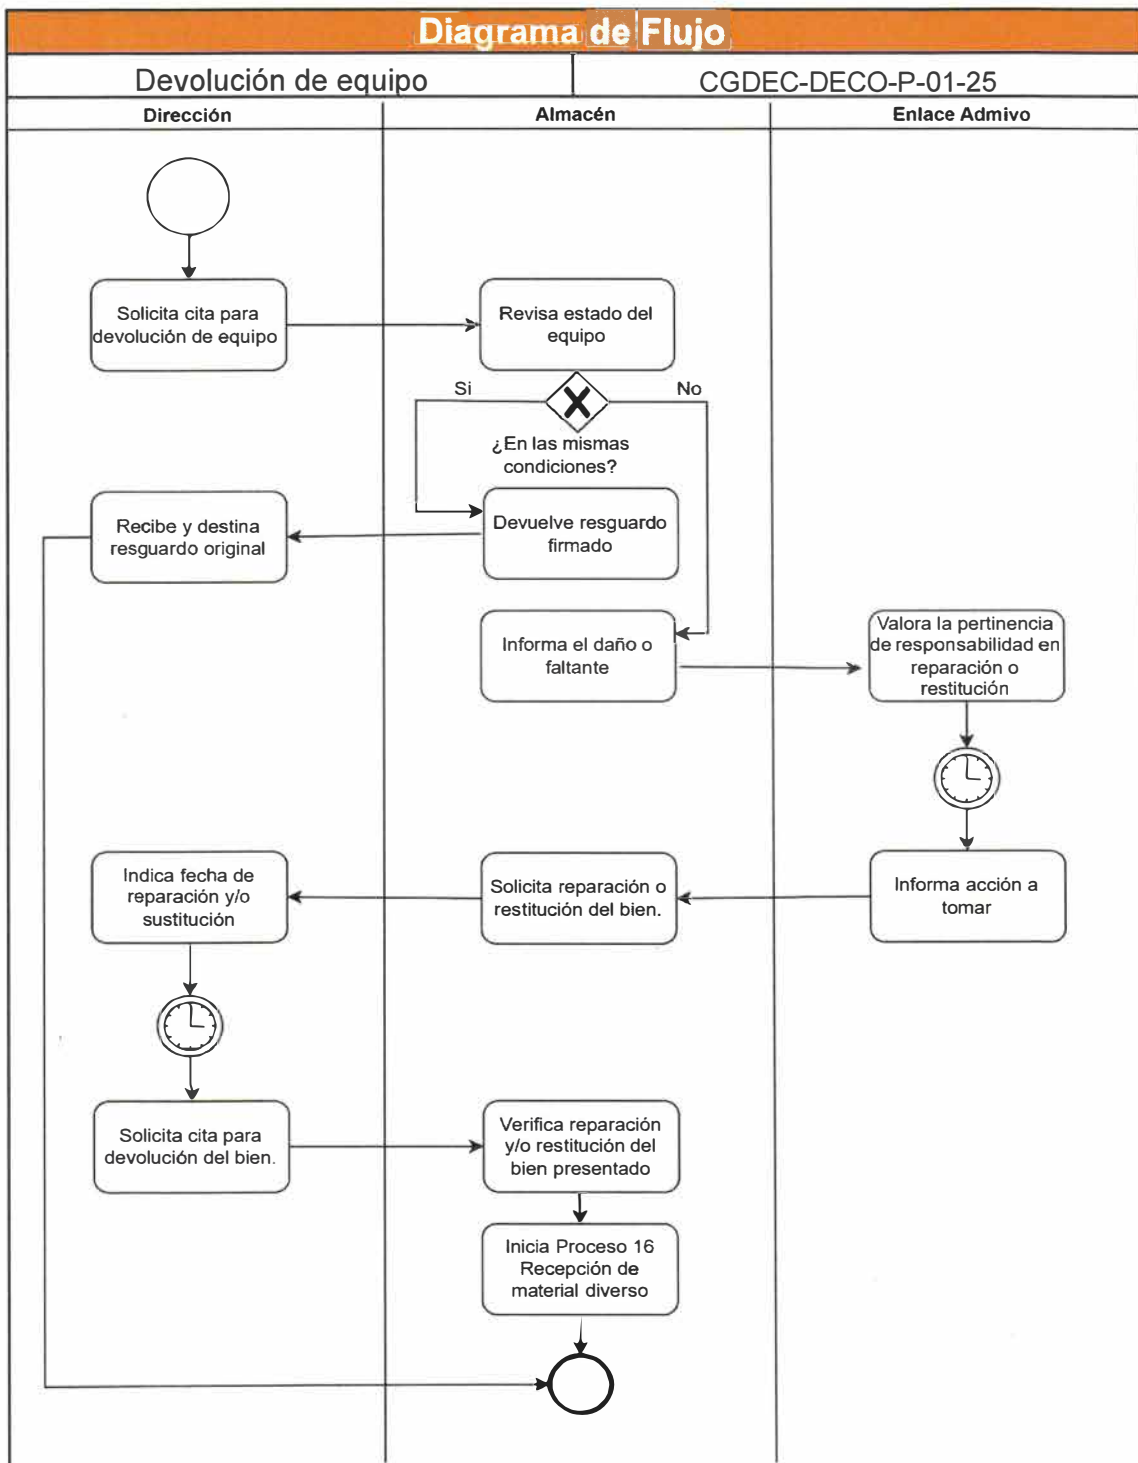 Diagrama de Flujo
Devolución de equipo
CGDEC-DECO-P-01-25
Dirección
Almacén
Enlace Admivo
Solicita cita para
devolución de equipo
Revisa estado del
equipo
Si
No
¿En las mismas
condiciones?
Recibe y destina
resguardo original
Devuelve resguardo
firmado
Informa el daño o
faltante
Valora la pertinencia
de responsabilidad en
reparación o
restitución
Indica fecha de
reparación y/o
sustitución
Solicita reparación o
restitución del bien.
Informa acción a
tomar
Solicita cita para
devolución del bien.
Verifica reparación
y/o restitución del
bien presentado
Inicia Proceso 16
Recepción de
material diverso